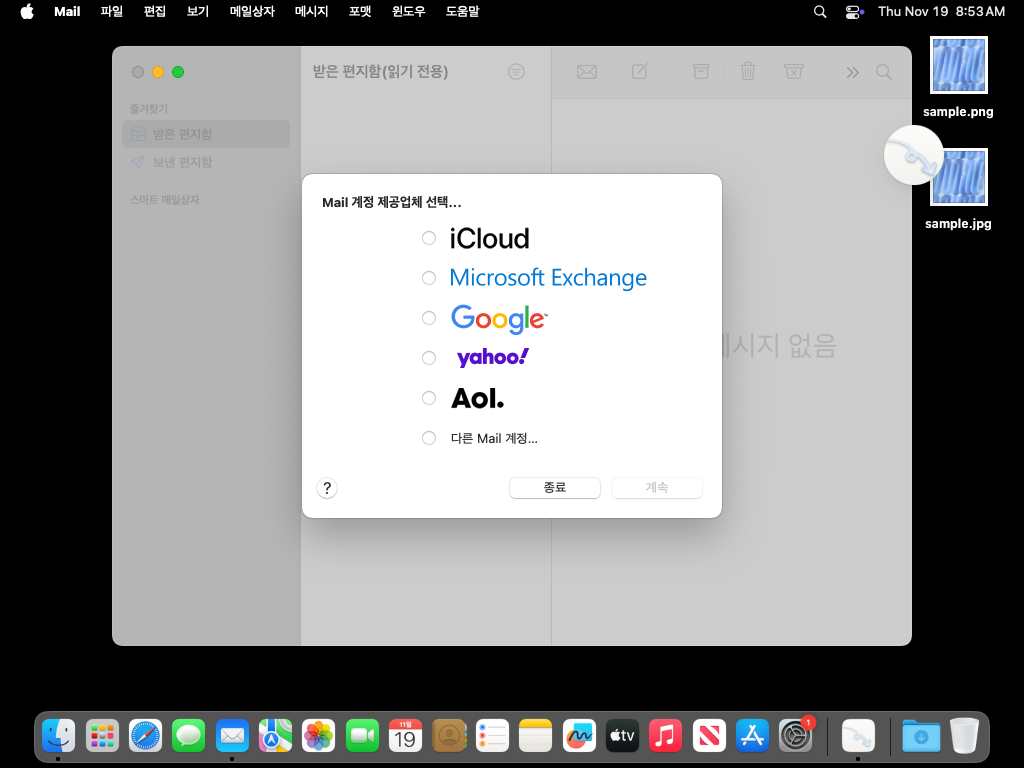 Mail 파일 편집 보기 메일상자 메시지 포맷 윈도우 도움말 Thu Nov 19 8:53 AM
받은 편지함(읽기 전용)
즐겨찾기
받은 편지함
보낸 편지함
스마트 메일상자
sample.png
sample.jpg
Mail 계정 제공업체 선택...
iCloud
Microsoft Exchange
Google™
yahoo!
Aol.
다른 Mail 계정...
? 종료 계속
메시지 없음
11월
19
tv
1